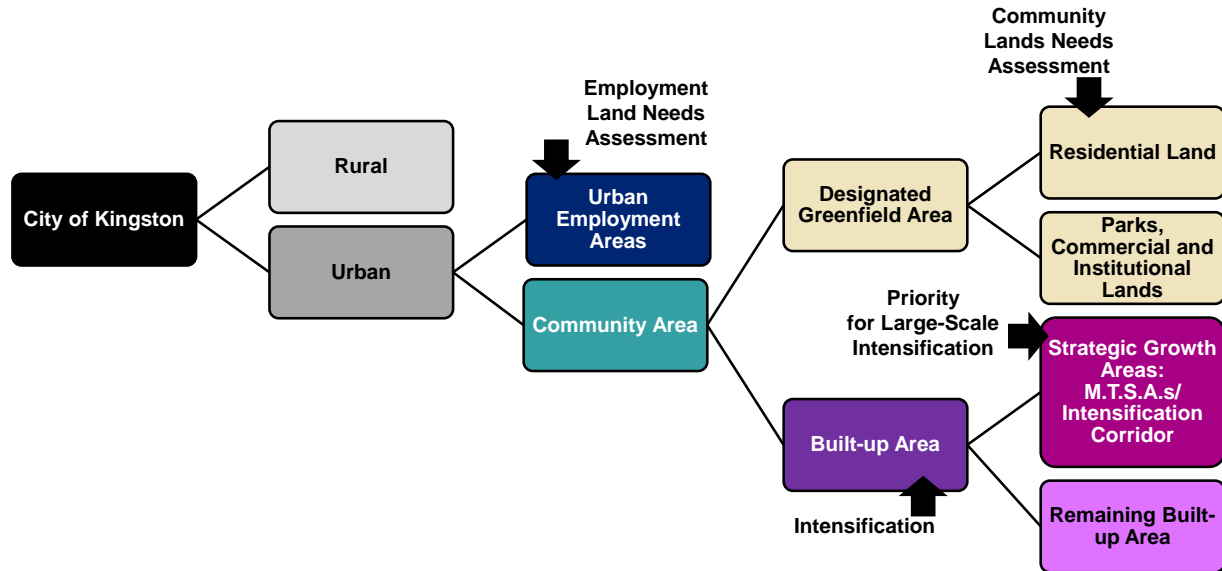 Community
Lands Needs
Assessment
Employment
Land Needs
Assessment
Rural
Residential Land
City of Kingston
Urban
Employment
Areas
Designated
Greenfield Area
Urban
Parks,
Commercial and
Institutional
Lands
Community Area
Priority
for Large-Scale
Intensification
Strategic Growth
Areas:
M.T.S.A.s/
Intensification
Corridor
Built-up Area
Intensification
Remaining Built-
up Area